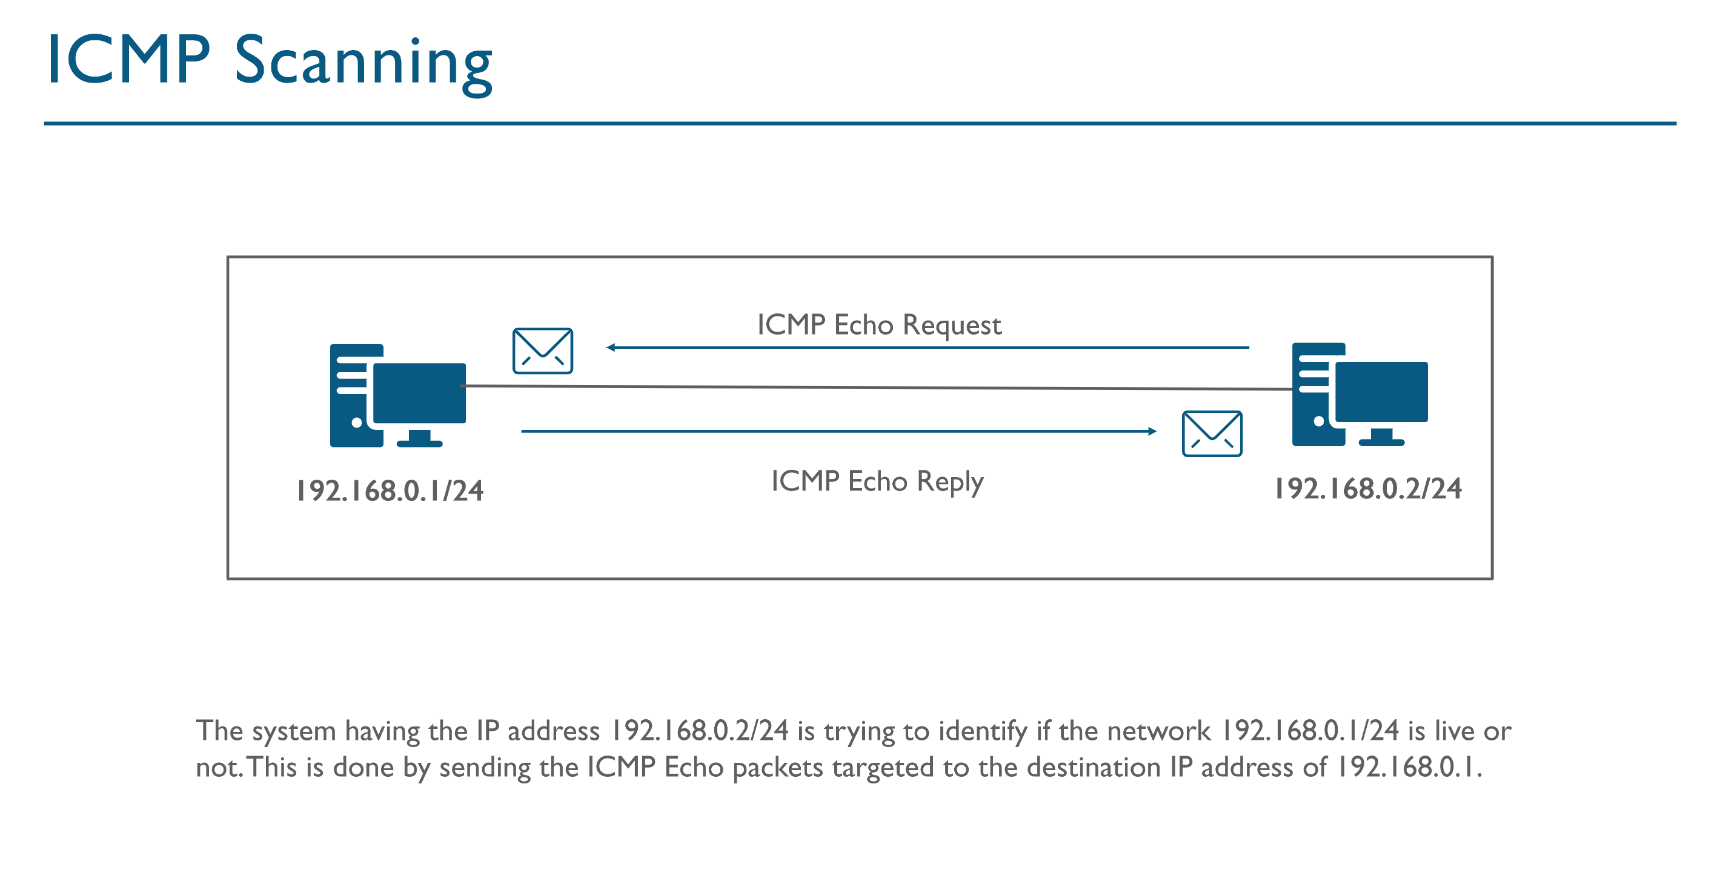 ICMP Scanning
ICMP Echo Request
ICMP Echo Reply
192.168.0.1/24
192.168.0.2/24
The system having the IP address 192.168.0.2/24 is trying to identify if the network 192.168.0.1/24 is live or
not. This is done by sending the ICMP Echo packets targeted to the destination IP address of 192.168.0.1.